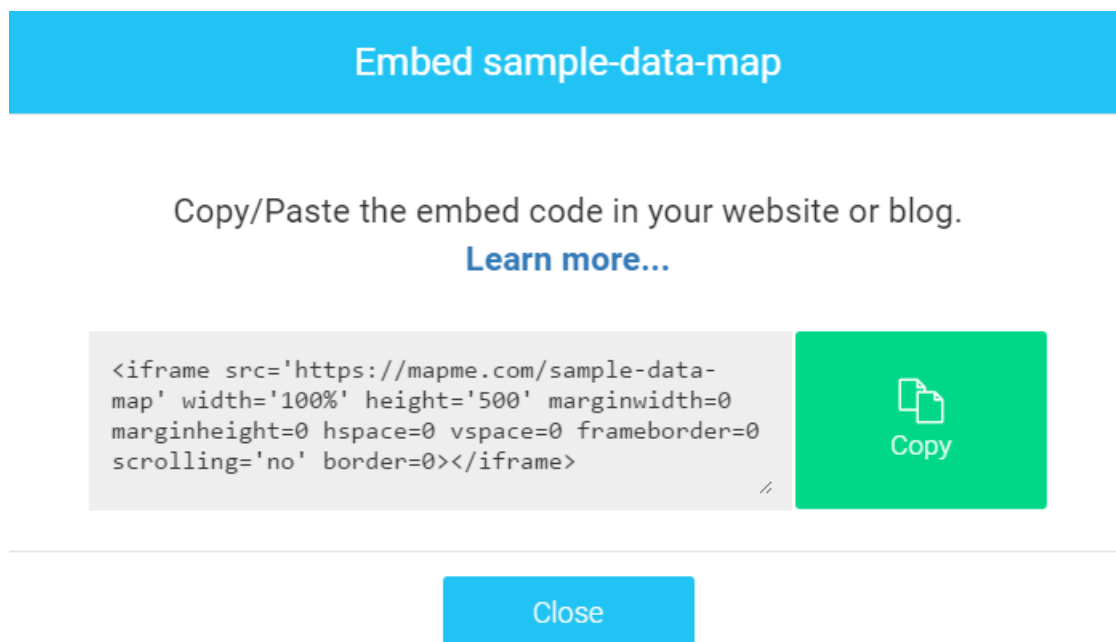 Embed sample-data-map
Copy/Paste the embed code in your website or blog.
Learn more...
<iframe src='https://mapme.com/sample-data-
map' width='100%' height='500' marginwidth=0
marginheight=0 hspace=0 vspace=0 frameborder=0
scrolling='no' border=0></iframe>
Copy
Close